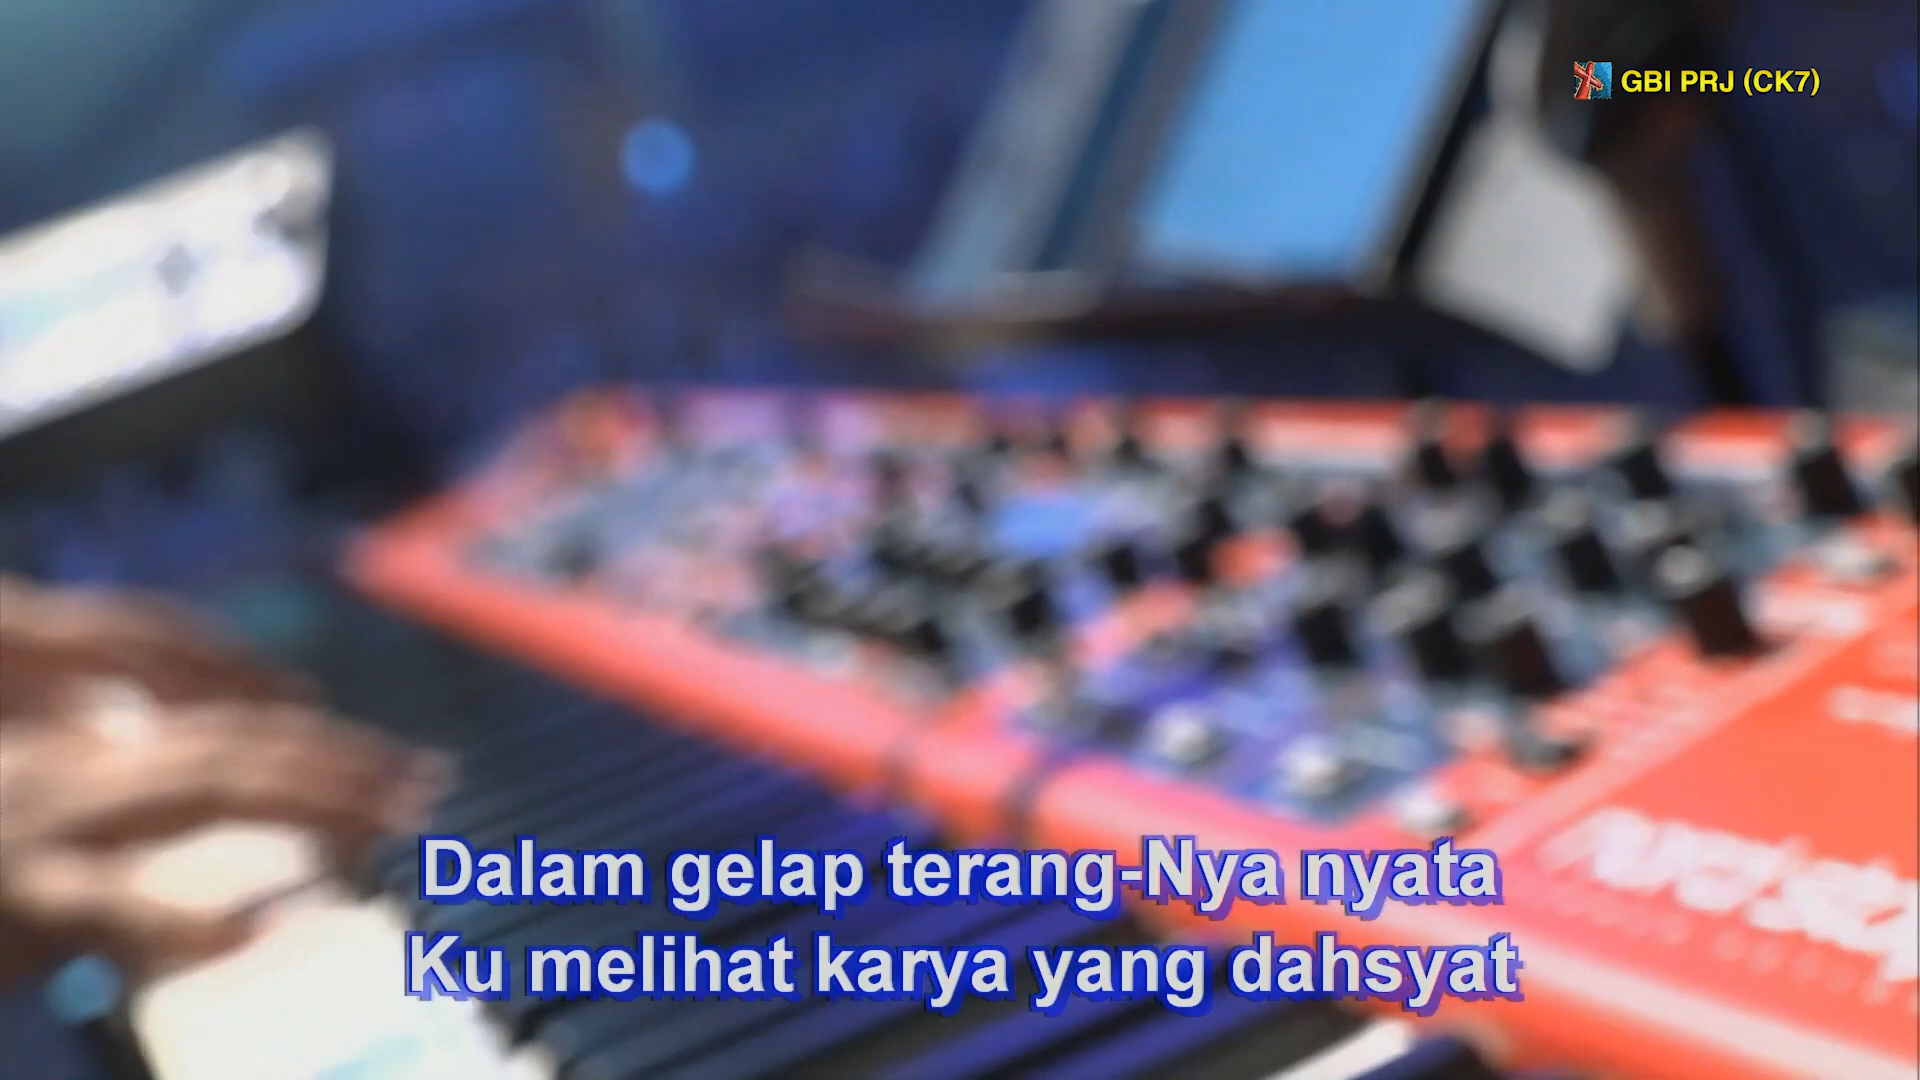 GBI PRJ (CK7)
Dalam gelap terang-Nya nyata
Ku melihat karya yang dahsyat